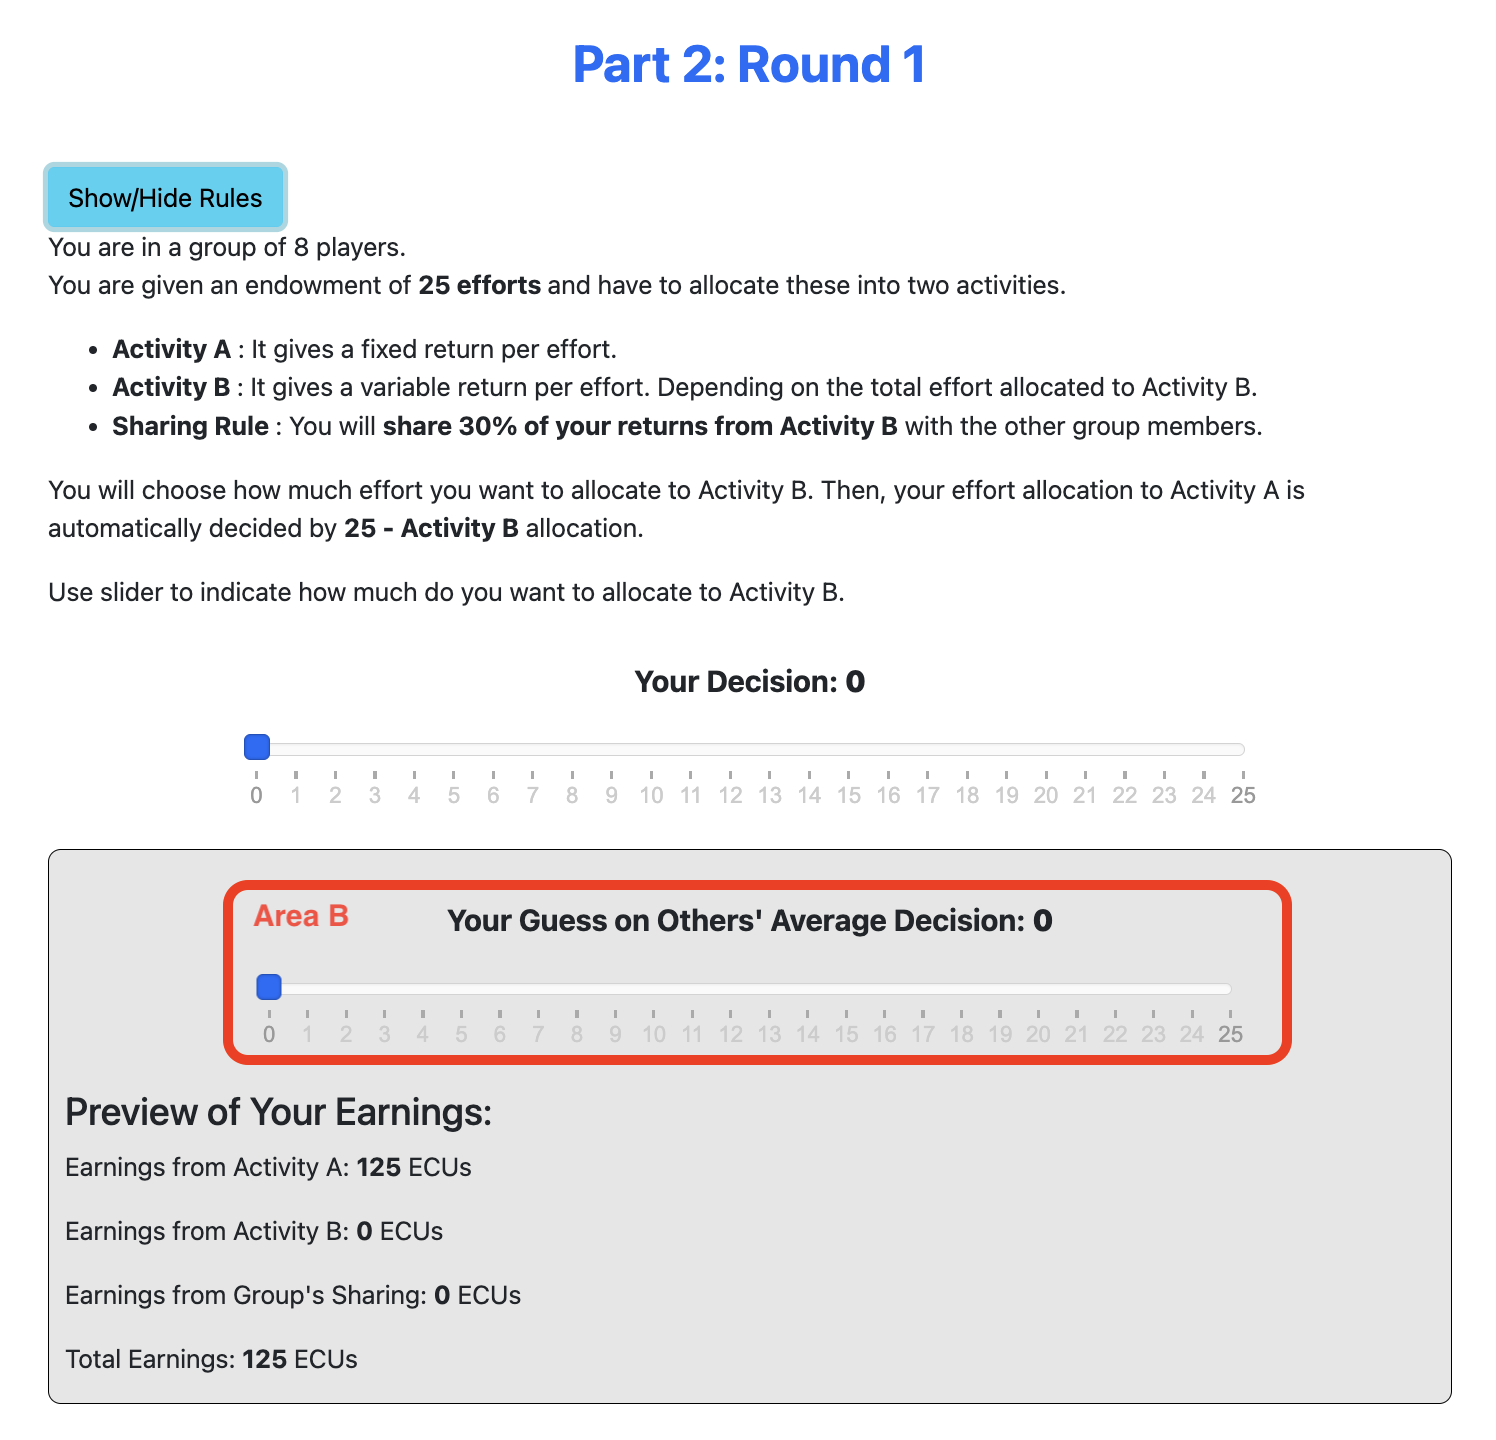 Part 2: Round 1
Show/Hide Rules
You are in a group of 8 players.
You are given an endowment of 25 efforts and have to allocate these into two activities.
• Activity A : It gives a fixed return per effort.
• Activity B : It gives a variable return per effort. Depending on the total effort allocated to Activity B.
• Sharing Rule : You will share 30% of your returns from Activity B with the other group members.
You will choose how much effort you want to allocate to Activity B. Then, your effort allocation to Activity A is
automatically decided by 25 - Activity B allocation.
Use slider to indicate how much do you want to allocate to Activity B.
Your Decision: 0
0 1 2 3 4 5 6 7 8 9 10 11 12 13 14 15 16 17 18 19 20 21 22 23 24 25
Area B
Your Guess on Others' Average Decision: 0
0 1 2 3 4 5 6 7 8 9 10 11 12 13 14 15 16 17 18 19 20 21 22 23 24 25
Preview of Your Earnings:
Earnings from Activity A: 125 ECUs
Earnings from Activity B: 0 ECUs
Earnings from Group's Sharing: 0 ECUs
Total Earnings: 125 ECUs